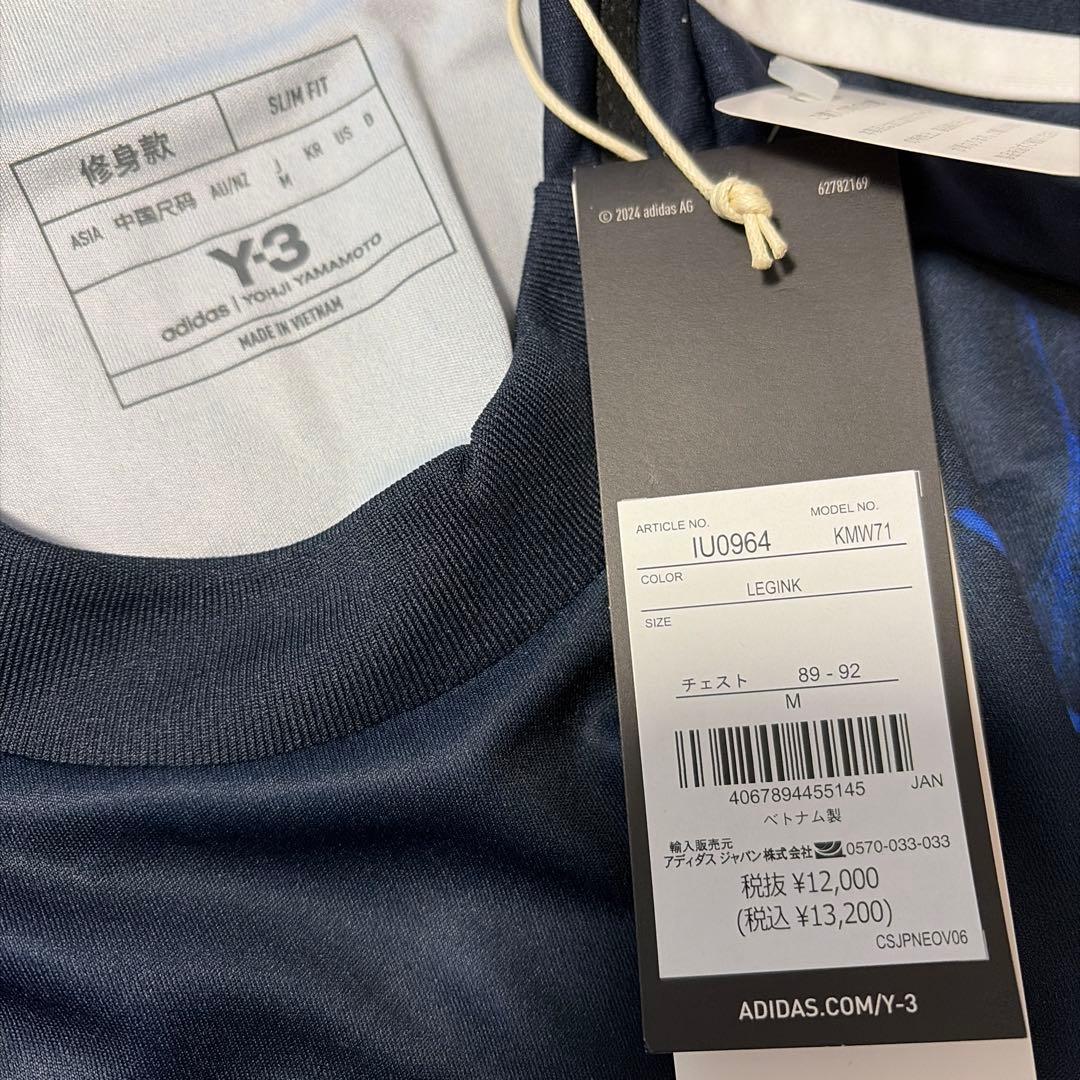 修身款 SLIM FIT
ASIA 中国尺码 AU/NZ J KR US D
M
Y-3
adidas | YOHJI YAMAMOTO
MADE IN VIETNAM
© 2024 adidas AG
62782169
ARTICLE NO. MODEL NO.
IU0964 KMW71
COLOR
LEGINK
SIZE
チェスト 89 - 92
M
4067894455145 JAN
ベトナム製
輸入販売元
アディダス ジャパン株式会社 0570-033-033
税抜 ¥12,000
(税込 ¥13,200)
CSJPNEOV06
ADIDAS.COM/Y-3